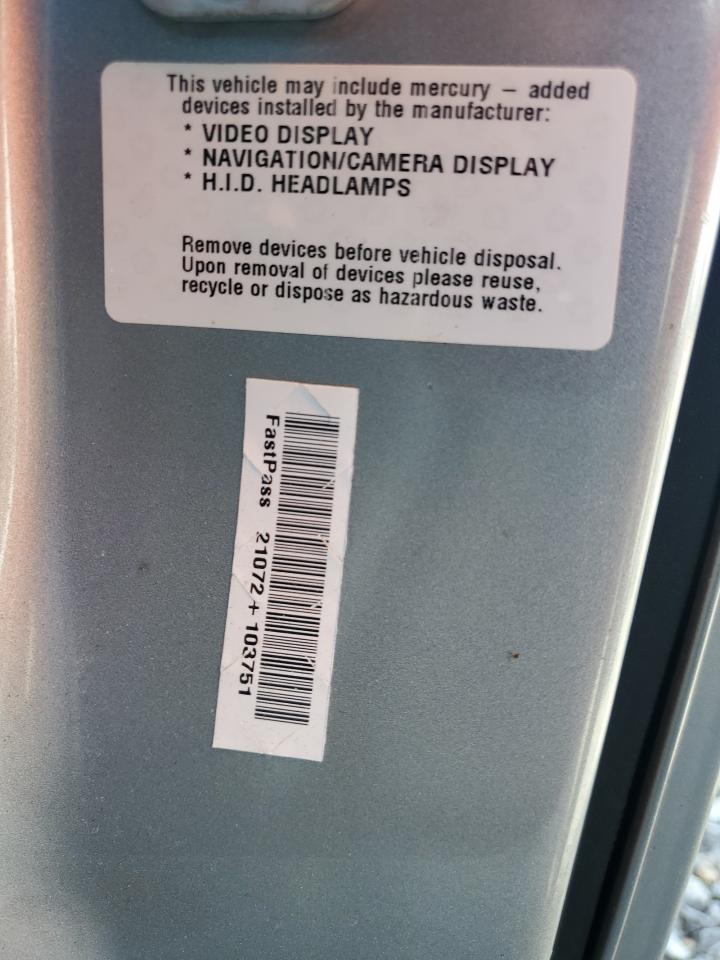 This vehicle may include mercury – added
devices installed by the manufacturer:
* VIDEO DISPLAY
* NAVIGATION/CAMERA DISPLAY
* H.I.D. HEADLAMPS
Remove devices before vehicle disposal.
Upon removal of devices please reuse,
recycle or dispose as hazardous waste.
FastPass 21072 + 103751